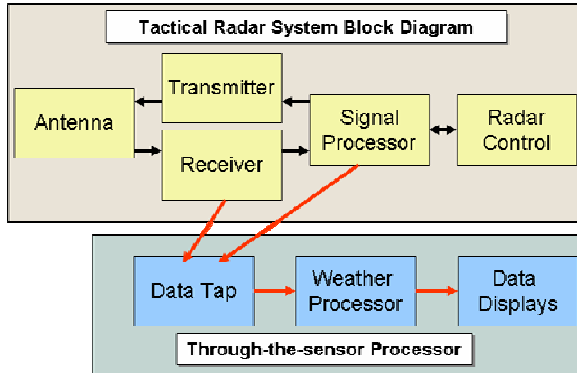 Tactical Radar System Block Diagram
Transmitter
Antenna
Receiver
Signal
Processor
Radar
Control
Data Tap
Weather
Processor
Data
Displays
Through-the-sensor Processor